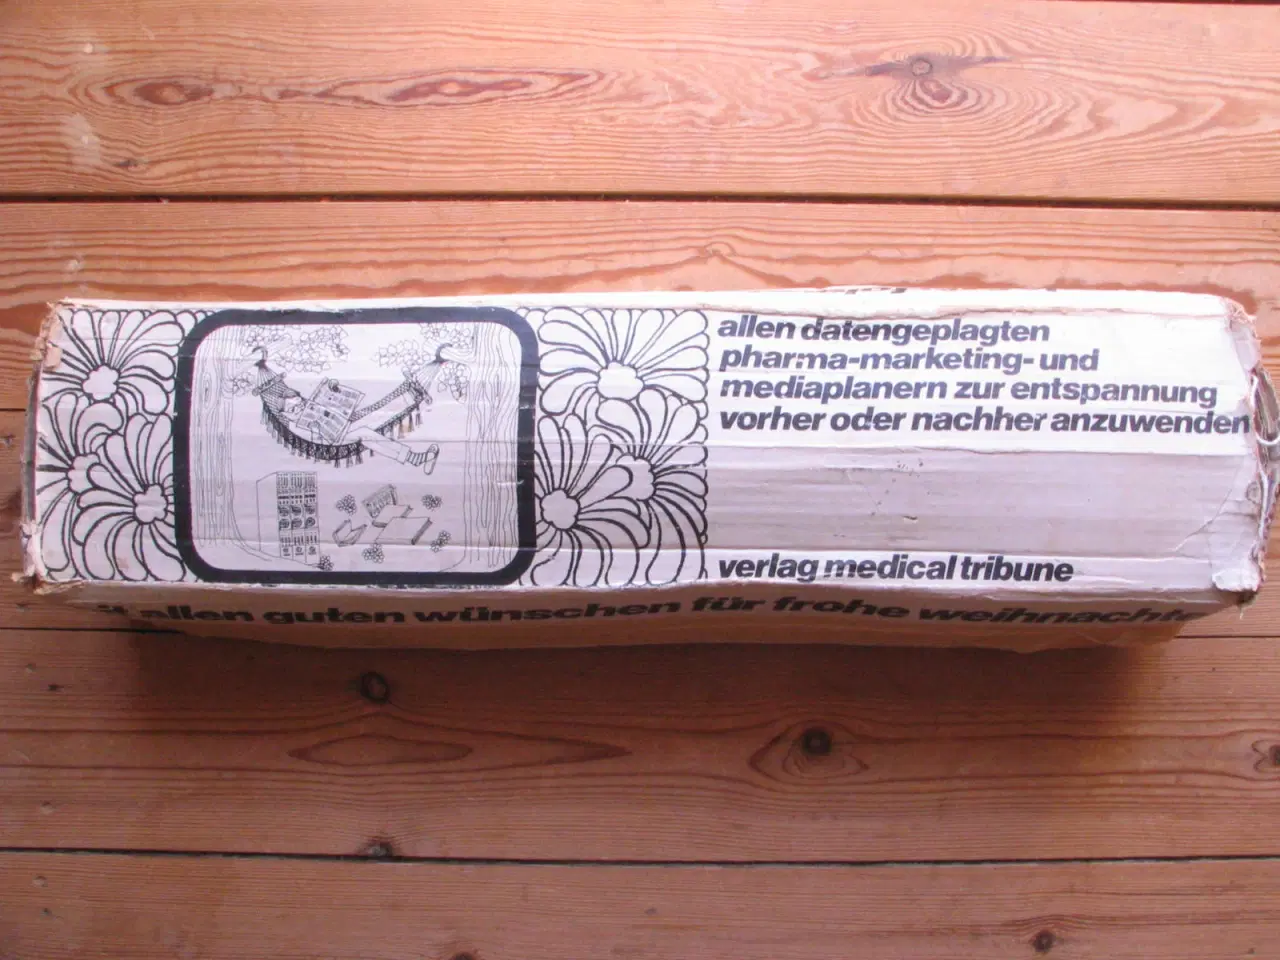 allen datengeplagten
pharma-marketing- und
mediaplanern zur entspannung
vorher oder nachher anzuwenden
verlag medical tribune
allen guten wünschen für frohe